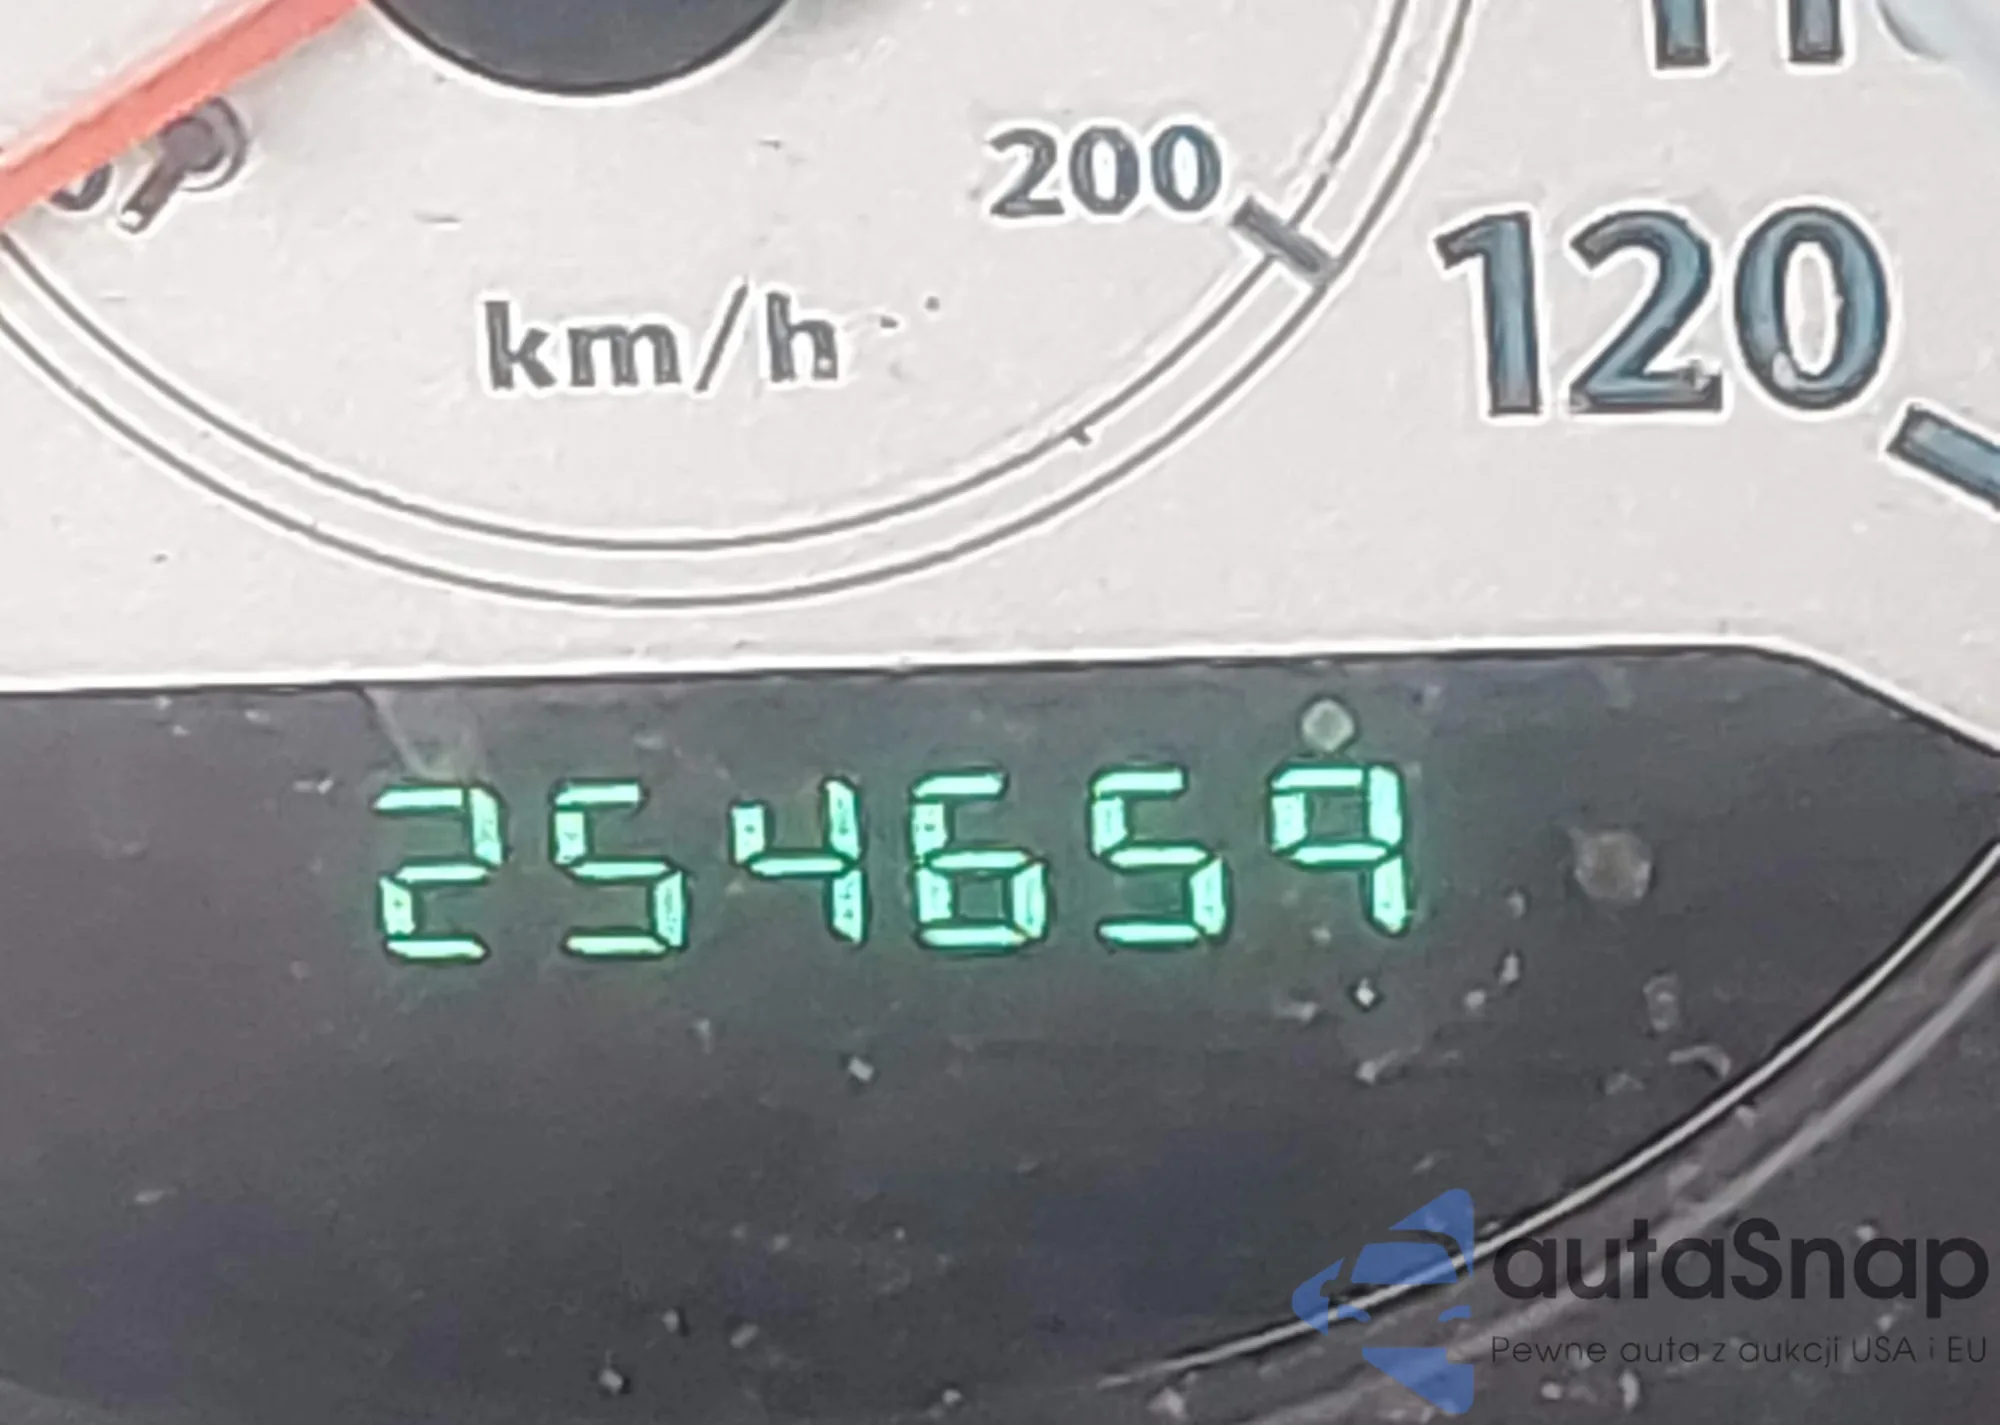 200
km/h
120
254659
autaSnap
Pewne auta z aukcji USA i EU